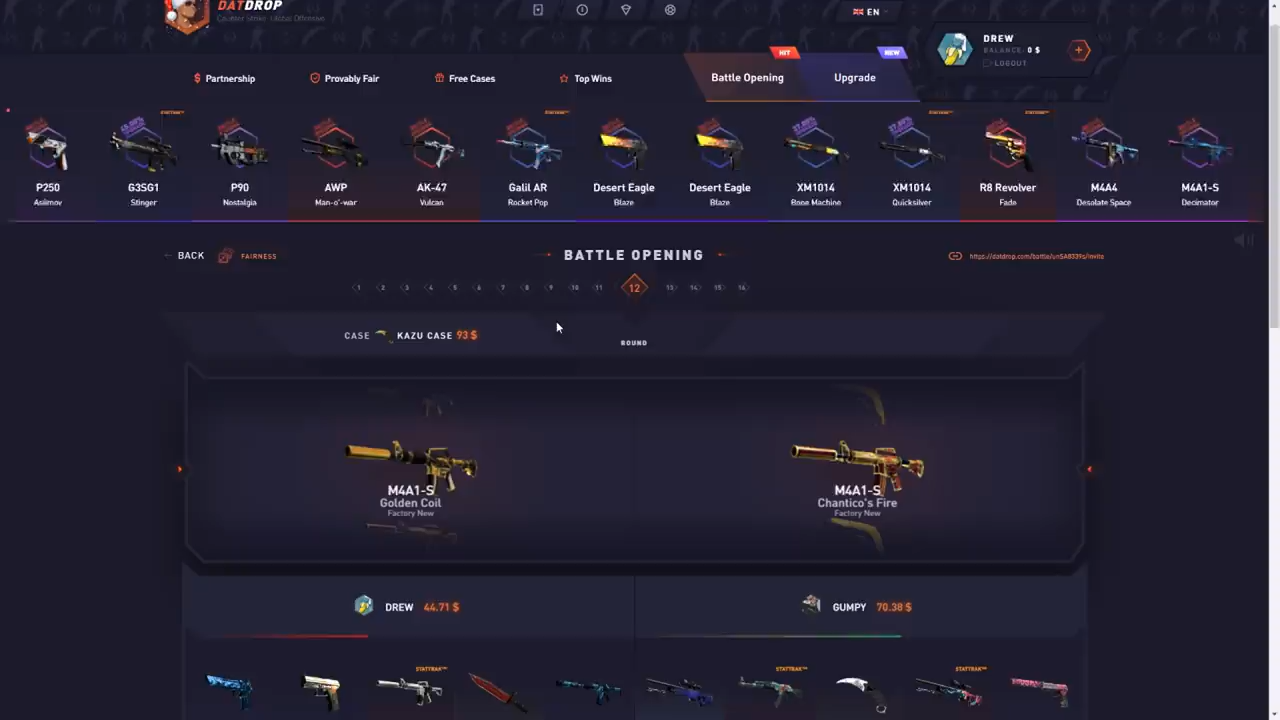 DATDROP
Counter Strike: Global Offensive
EN
DREW
BALANCE: 0 $
LOGOUT
HIT
NEW
Partnership
Provably Fair
Free Cases
Top Wins
Battle Opening
Upgrade
STATTRAK™
STATTRAK™
STATTRAK™
STATTRAK™
P250
Asiimov
G3SG1
Stinger
P90
Nostalgia
AWP
Man-o'-war
AK-47
Vulcan
Galil AR
Rocket Pop
Desert Eagle
Blaze
Desert Eagle
Blaze
XM1014
Bone Machine
XM1014
Quicksilver
R8 Revolver
Fade
M4A4
Desolate Space
M4A1-S
Decimator
← BACK
FAIRNESS
BATTLE OPENING
1 2 3 4 5 6 7 8 9 10 11 12 13 14 15 16
CASE KAZU CASE 93 $
ROUND
M4A1-S
Golden Coil
Factory New
M4A1-S
Chantico's Fire
Factory New
DREW 44.71 $
GUMPY 70.38 $
STATTRAK™
STATTRAK™
STATTRAK™